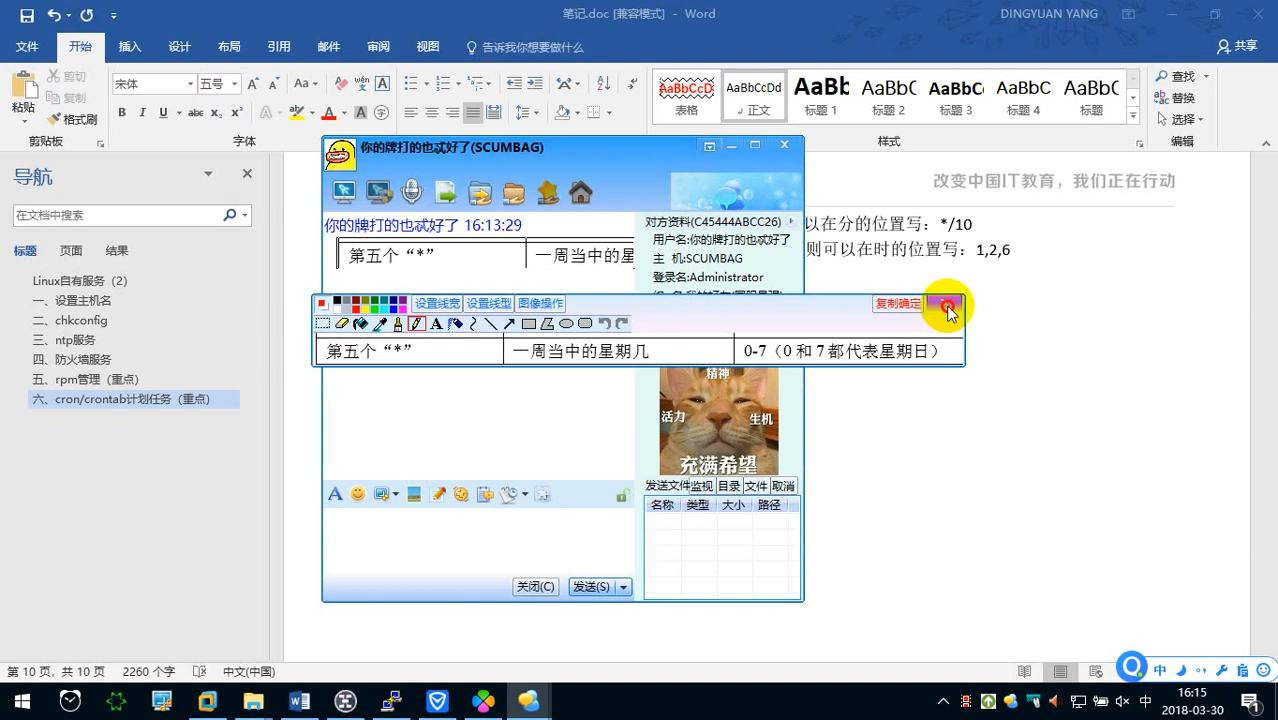 笔记.doc [兼容模式] - Word
DINGYUAN YANG
文件 开始 插入 设计 布局 引用 邮件 审阅 视图 告诉我你想要做什么
共享
粘贴
剪切
复制
格式刷
宋体 五号
AaBbCcD AaBbCcDd AaBb AaBbC AaBbCc AaBbCc AaBbC
表格 正文 标题 1 标题 2 标题 3 标题 4 标题
查找
替换
选择
剪贴板 字体 样式 编辑
导航
在文档中搜索
标题 页面 结果
Linux自有服务（2）
一、设置主机名
二、chkconfig
三、ntp服务
四、防火墙服务
五、rpm管理（重点）
六、cron/crontab计划任务（重点）
改变中国IT教育，我们正在行动
以在分的位置写：*/10
则可以在时的位置写：1,2,6
你的牌打的也忒好了(SCUMBAG)
你的牌打的也忒好了 16:13:29
第五个“*” 一周当中的星
对方资料(C45444ABCC26)
用户名:你的牌打的也忒好了
主 机:SCUMBAG
登录名:Administrator
设置线宽 设置线型 图像操作 复制确定
第五个“*” 一周当中的星期几 0-7（0 和 7 都代表星期日）
精神
活力 生机
充满希望
发送文件 监视 目录 文件 取消
名称 类型 大小 路径
关闭(C) 发送(S)
第 10 页，共 10 页 2260 个字 中文(中国)
中
中
16:15
2018-03-30